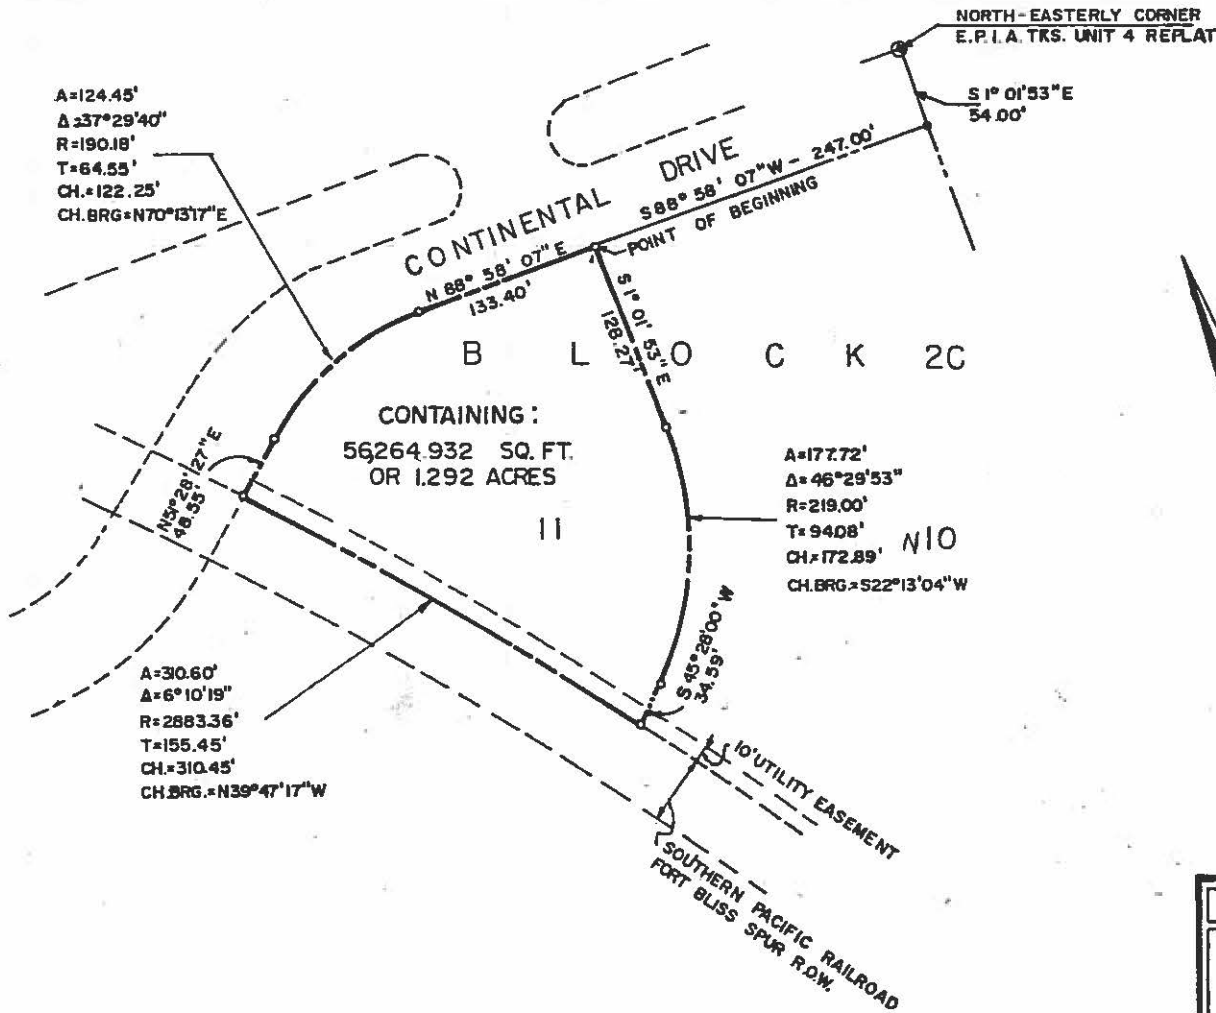 NORTH-EASTERLY CORNER
E.P.I.A. TRS. UNIT 4 REPLAT
S 1° 01'53"E
54.00'
A=124.45'
Δ=37°29'40"
R=190.18'
T=64.55'
CH.=122.25'
CH. BRG=N70°13'17"E
CONTINENTAL DRIVE
S88° 58' 07"W - 247.00'
POINT OF BEGINNING
N 88° 58' 07" E
133.40'
S 1° 01' 53"E
128.27'
BLOCK 2C
CONTAINING:
56,264.932 SQ. FT.
OR 1.292 ACRES
11
N51°28'27"E
48.55'
A=177.72'
Δ=46°29'53"
R=219.00'
T=94.08'
CH.=172.89'
CH.BRG.=S22°13'04"W
N10
S 45°28'00"W
34.59'
A=310.60'
Δ=6°10'19"
R=2883.36'
T=155.45'
CH.=310.45'
CH.BRG.=N39°47'17"W
10' UTILITY EASEMENT
SOUTHERN PACIFIC RAILROAD
FORT BLISS SPUR R.O.W.